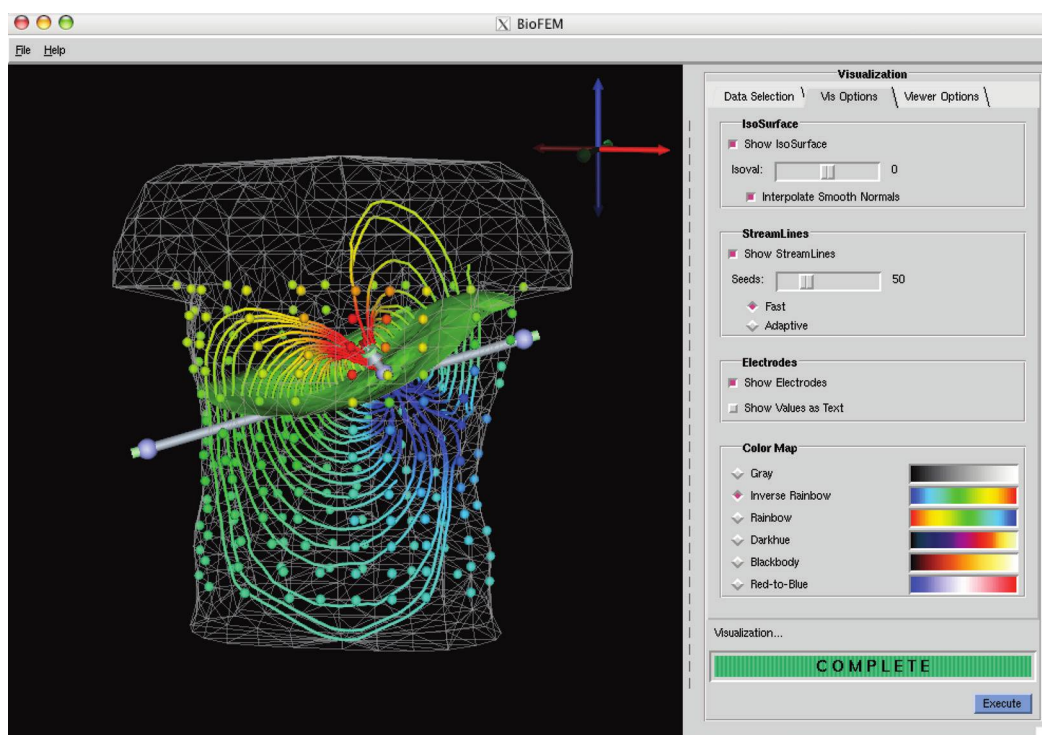 X BioFEM
File Help
Visualization
Data Selection Vis Options Viewer Options
IsoSurface
Show IsoSurface
Isoval: 0
Interpolate Smooth Normals
StreamLines
Show StreamLines
Seeds: 50
Fast
Adaptive
Electrodes
Show Electrodes
Show Values as Text
Color Map
Gray
Inverse Rainbow
Rainbow
Darkhue
Blackbody
Red-to-Blue
Visualization...
COMPLETE
Execute